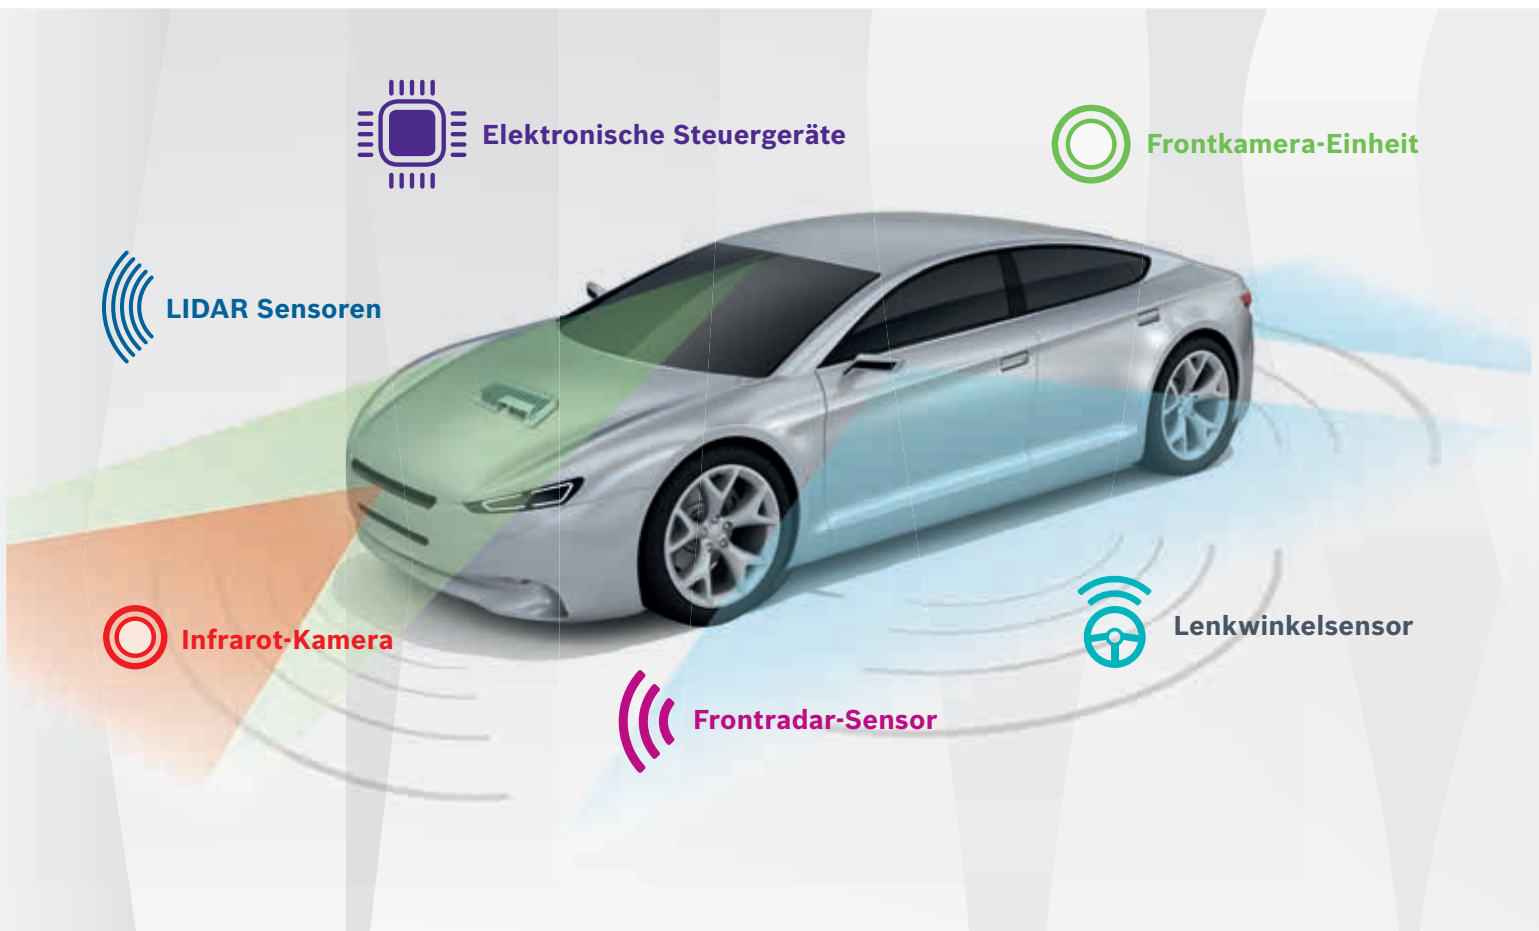 Elektronische Steuergeräte
Frontkamera-Einheit
LIDAR Sensoren
Infrarot-Kamera
Lenkwinkelsensor
Frontradar-Sensor